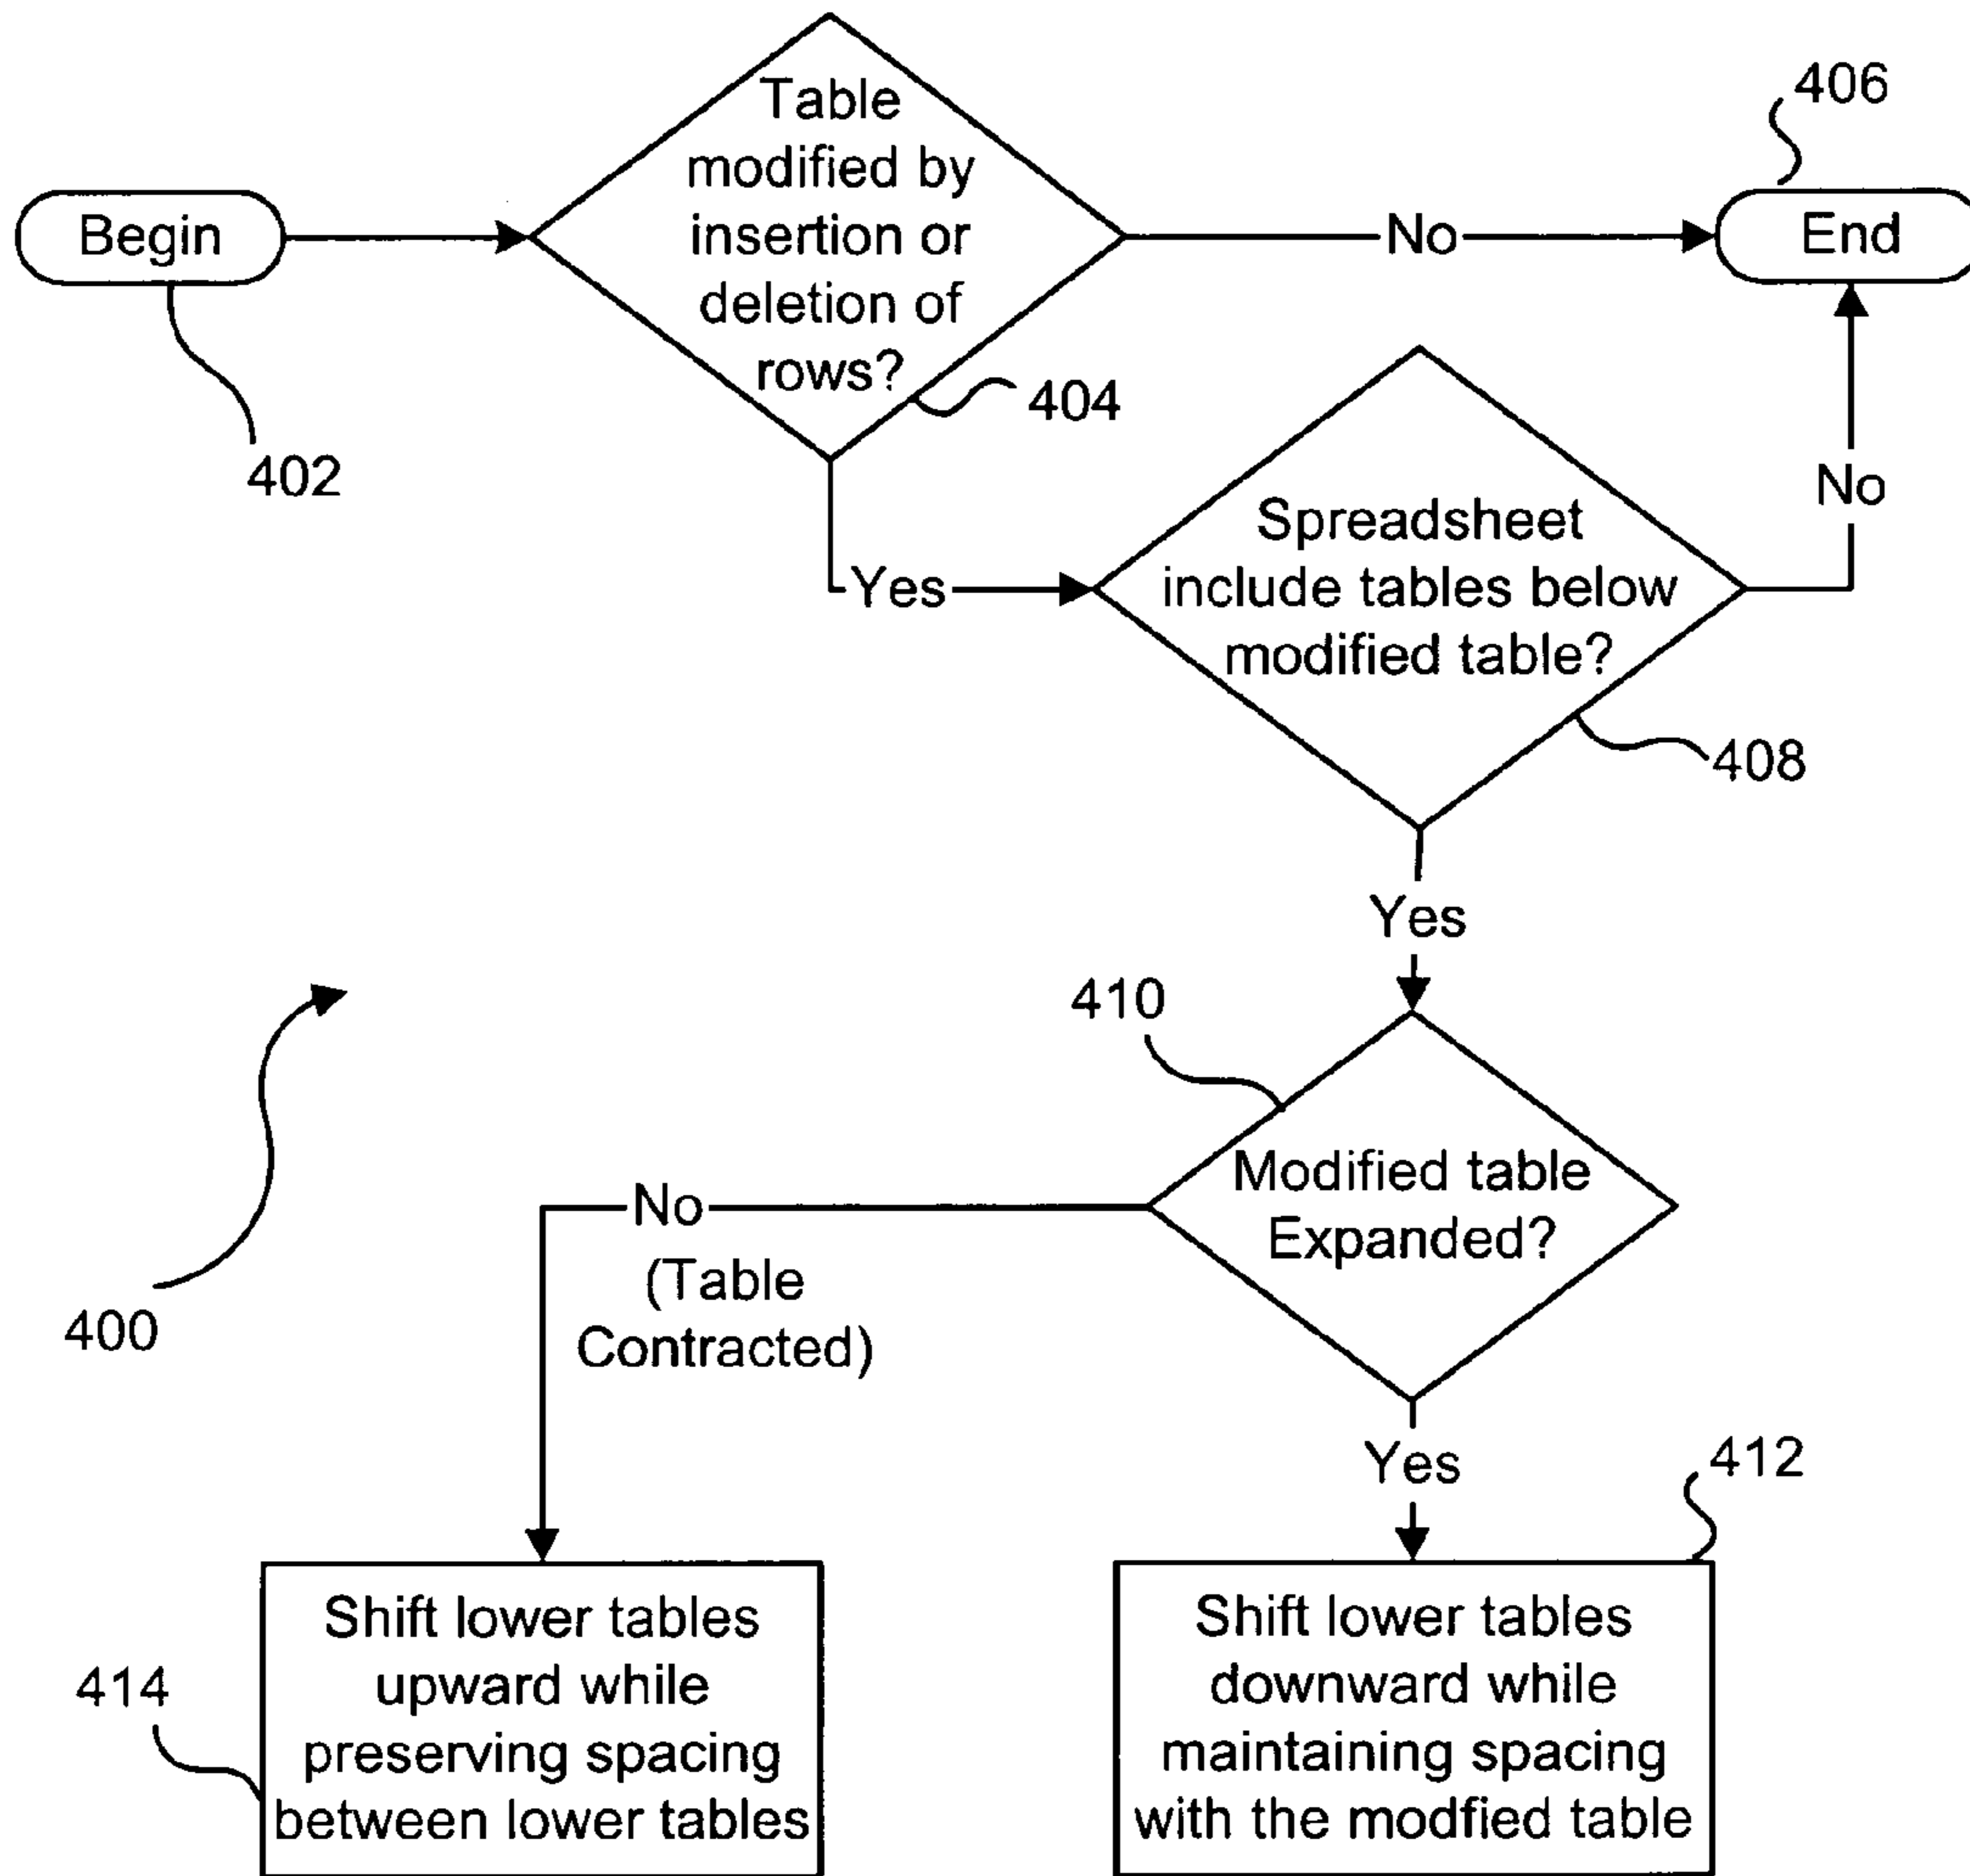 Begin
402
Table
modified by
insertion or
deletion of
rows?
404
No
406
End
Yes
Spreadsheet
include tables below
modified table?
408
No
Yes
410
Modified table
Expanded?
No
(Table
Contracted)
400
Yes
412
Shift lower tables
upward while
preserving spacing
between lower tables
414
Shift lower tables
downward while
maintaining spacing
with the modfied table